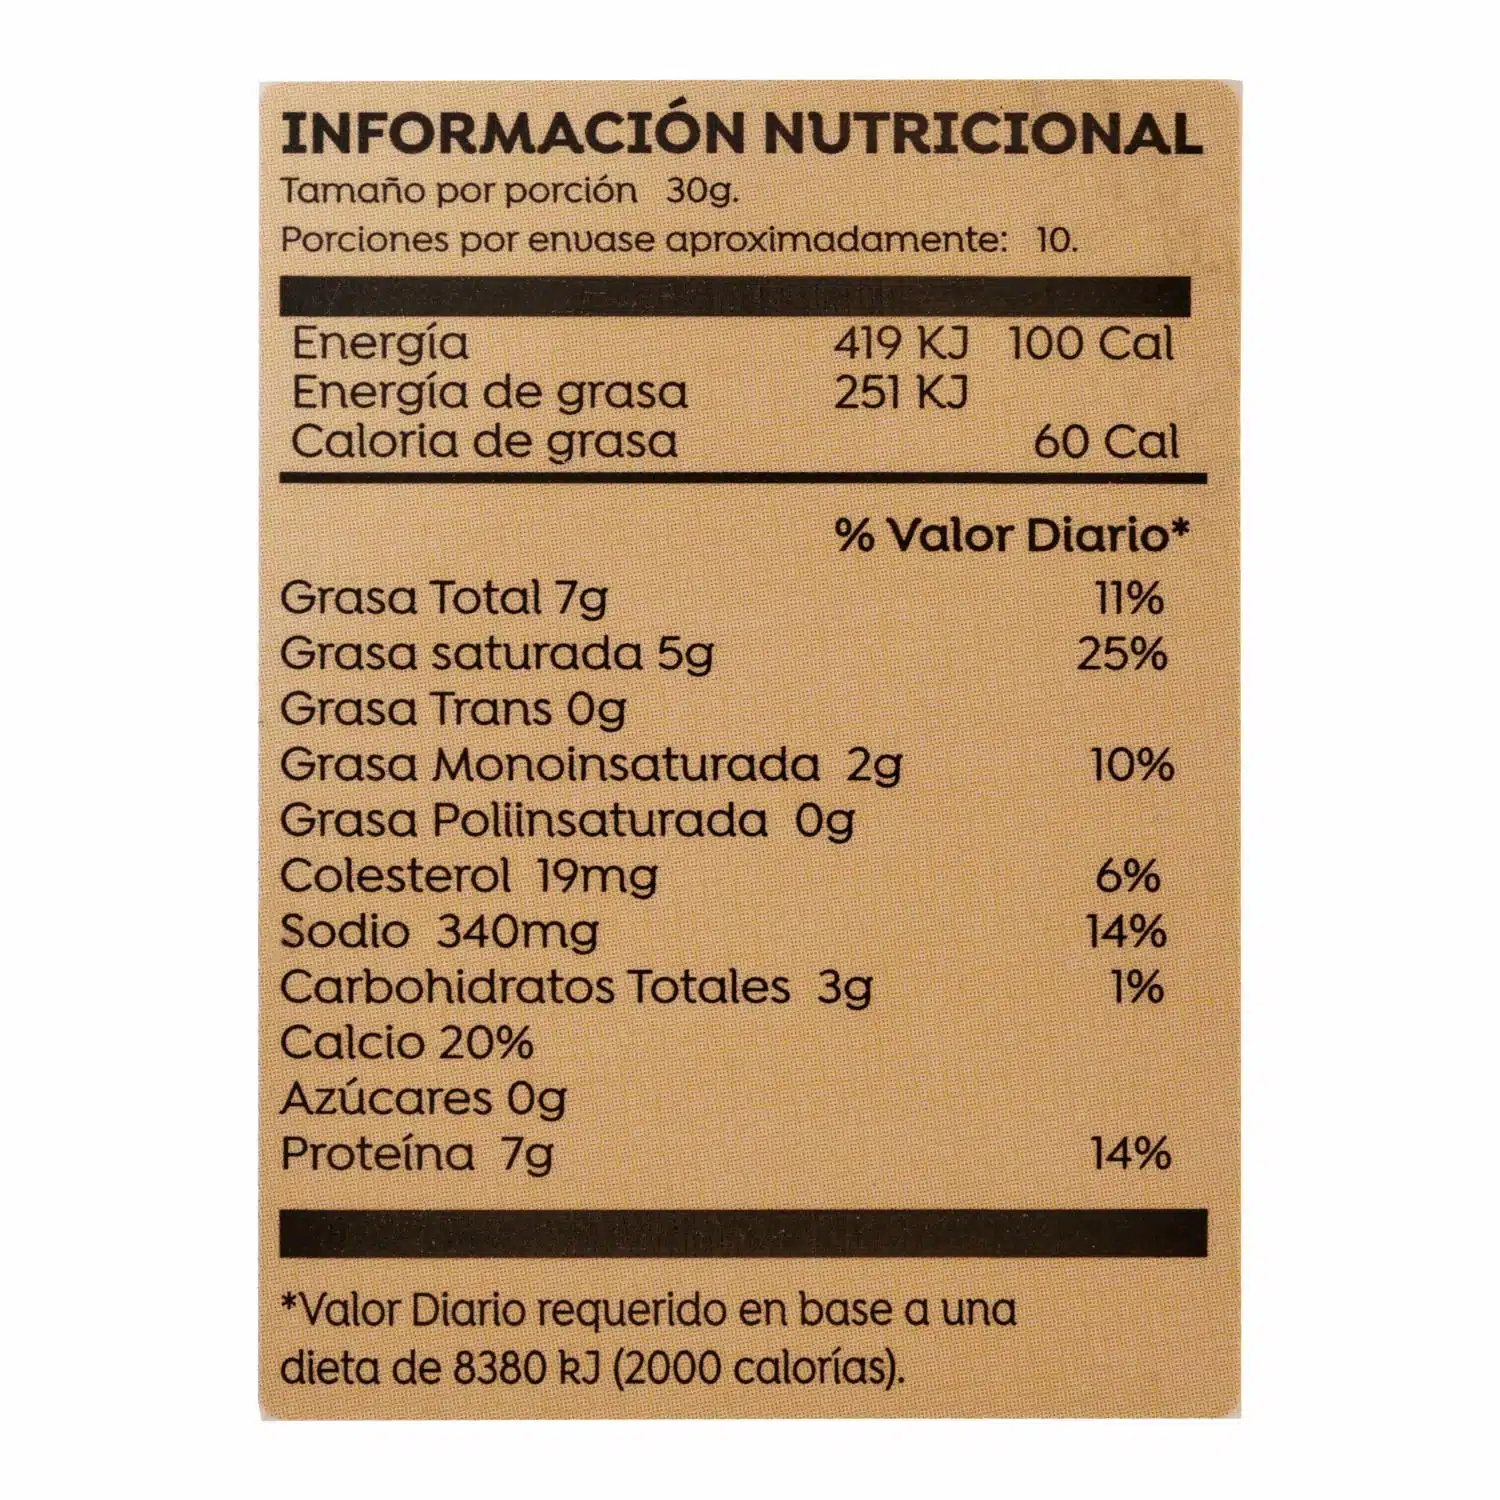 INFORMACIÓN NUTRICIONAL
Tamaño por porción 30g.
Porciones por envase aproximadamente: 10.
Energía 419 KJ 100 Cal
Energía de grasa 251 KJ
Caloria de grasa 60 Cal
% Valor Diario*
Grasa Total 7g 11%
Grasa saturada 5g 25%
Grasa Trans 0g
Grasa Monoinsaturada 2g 10%
Grasa Poliinsaturada 0g
Colesterol 19mg 6%
Sodio 340mg 14%
Carbohidratos Totales 3g 1%
Calcio 20%
Azúcares 0g
Proteína 7g 14%
*Valor Diario requerido en base a una
dieta de 8380 kJ (2000 calorías).